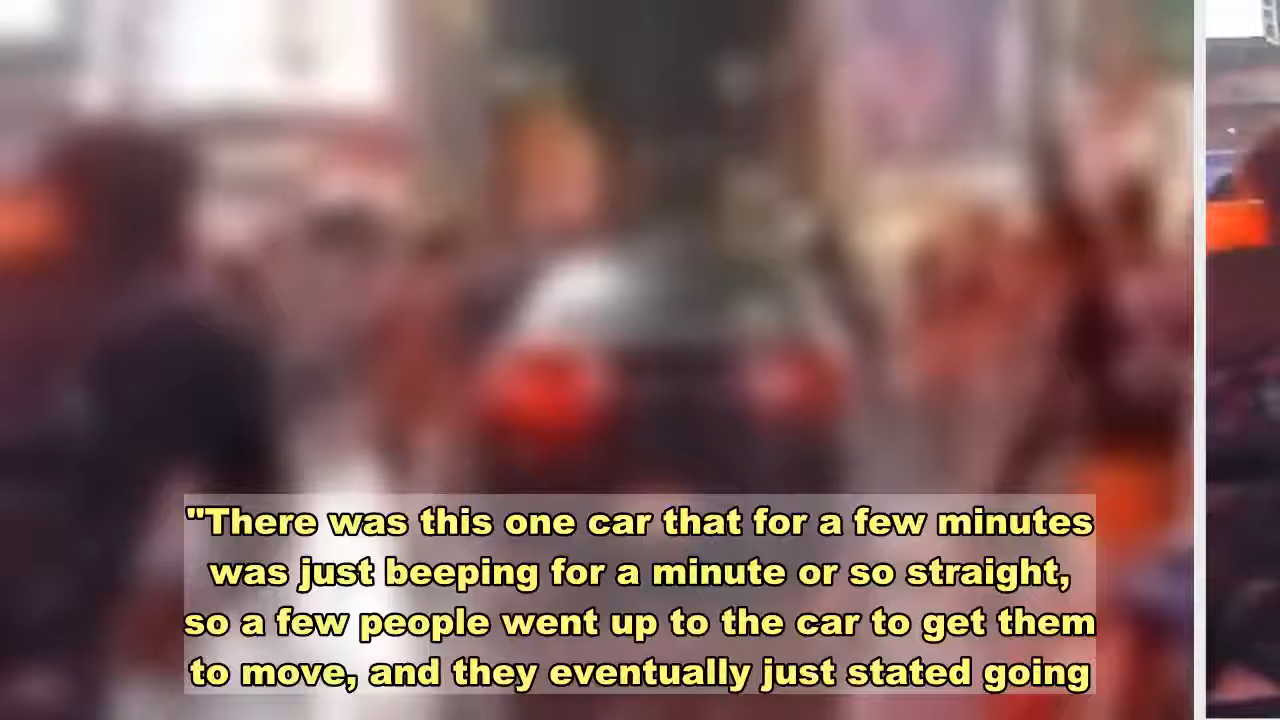 "There was this one car that for a few minutes
was just beeping for a minute or so straight,
so a few people went up to the car to get them
to move, and they eventually just stated going